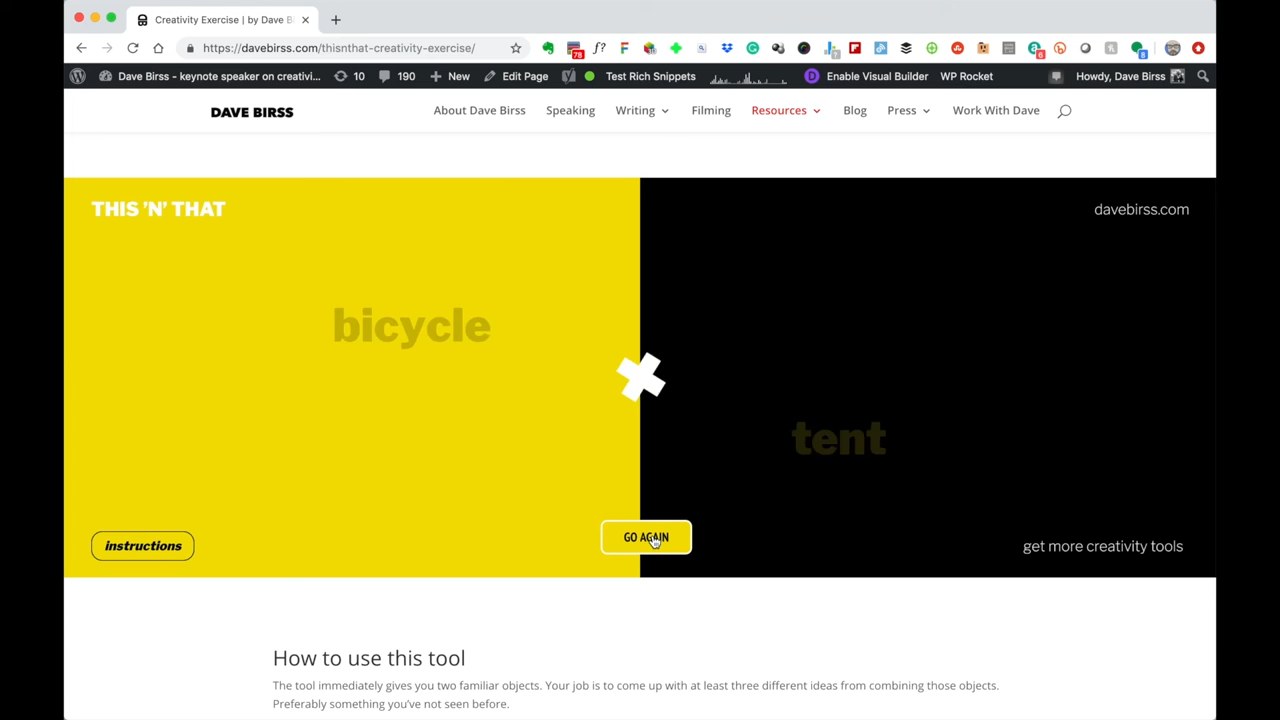 Creativity Exercise | by Dave B
https://davebirss.com/thisnthat-creativity-exercise/
Dave Birss - keynote speaker on creativi... 10 190 New Edit Page Test Rich Snippets Enable Visual Builder WP Rocket Howdy, Dave Birss
DAVE BIRSS About Dave Birss Speaking Writing Filming Resources Blog Press Work With Dave
THIS 'N' THAT davebirss.com
bicycle
tent
GO AGAIN
instructions get more creativity tools
How to use this tool
The tool immediately gives you two familiar objects. Your job is to come up with at least three different ideas from combining those objects.
Preferably something you've not seen before.